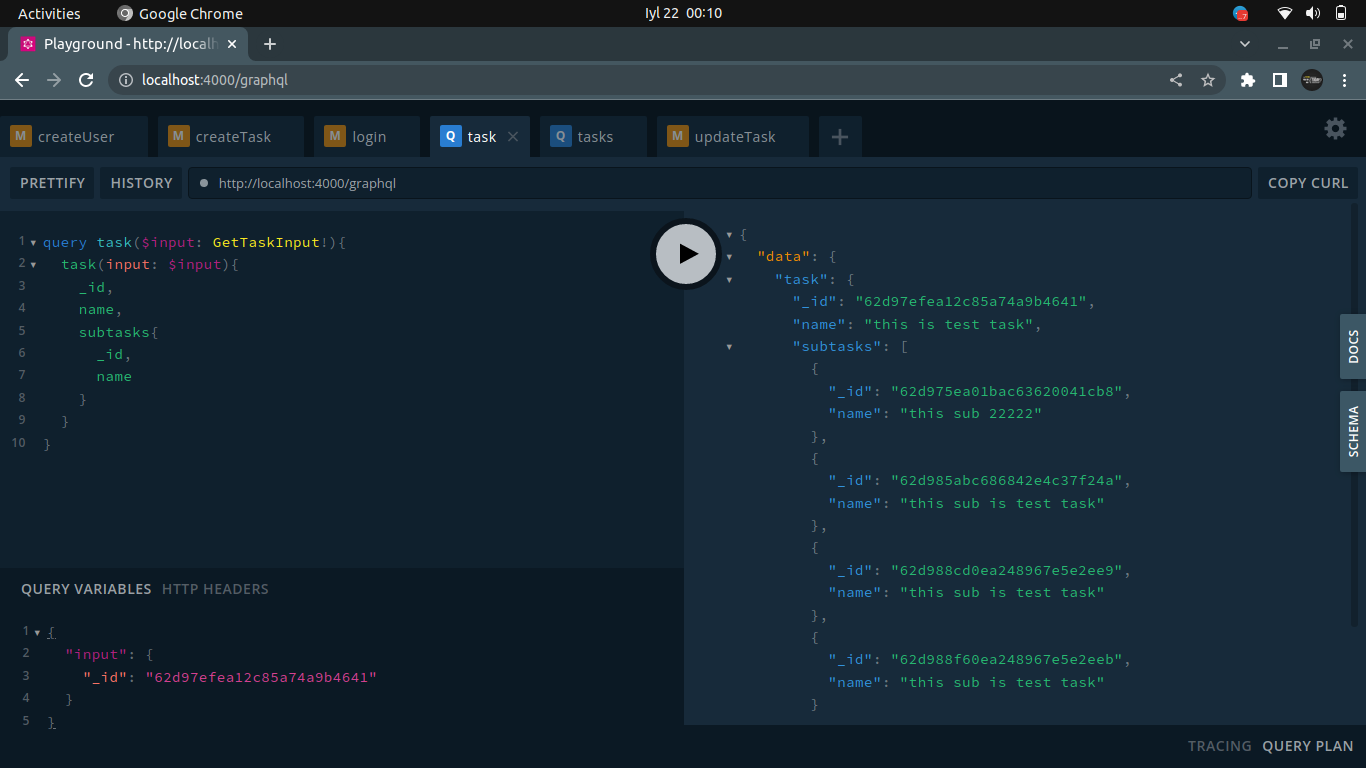 Activities Google Chrome Iyl 22 00:10
Playground - http://localh
localhost:4000/graphql
M createUser M createTask M login Q task Q tasks M updateTask
PRETTIFY HISTORY http://localhost:4000/graphql COPY CURL
1 query task($input: GetTaskInput!){
2 task(input: $input){
3 _id,
4 name,
5 subtasks{
6 _id,
7 name
8 }
9 }
10 }
QUERY VARIABLES HTTP HEADERS
1 {
2 "input": {
3 "_id": "62d97efea12c85a74a9b4641"
4 }
5 }
{
"data": {
"task": {
"_id": "62d97efea12c85a74a9b4641",
"name": "this is test task",
"subtasks": [
{
"_id": "62d975ea01bac63620041cb8",
"name": "this sub 22222"
},
{
"_id": "62d985abc686842e4c37f24a",
"name": "this sub is test task"
},
{
"_id": "62d988cd0ea248967e5e2ee9",
"name": "this sub is test task"
},
{
"_id": "62d988f60ea248967e5e2eeb",
"name": "this sub is test task"
}
DOCS
SCHEMA
TRACING QUERY PLAN